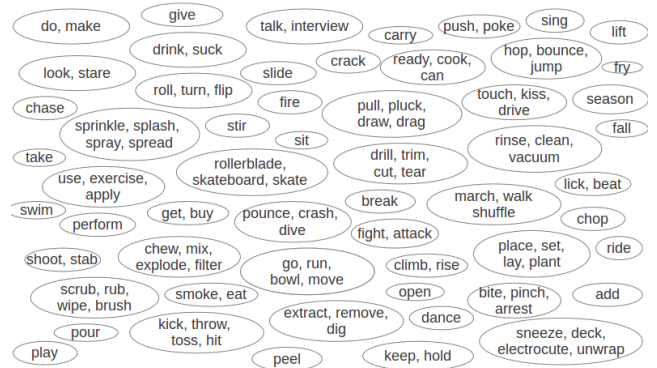 do, make
give
talk, interview
carry
push, poke
sing
lift
drink, suck
look, stare
roll, turn, flip
slide
crack
ready, cook,
can
hop, bounce,
jump
fry
chase
sprinkle, splash,
spray, spread
stir
fire
sit
pull, pluck,
draw, drag
touch, kiss,
drive
season
fall
take
use, exercise,
apply
rollerblade,
skateboard, skate
drill, trim,
cut, tear
rinse, clean,
vacuum
lick, beat
swim
perform
get, buy
pounce, crash,
dive
break
fight, attack
march, walk
shuffle
chop
shoot, stab
chew, mix,
explode, filter
go, run,
bowl, move
climb, rise
place, set,
lay, plant
ride
scrub, rub,
wipe, brush
smoke, eat
open
bite, pinch,
arrest
add
pour
kick, throw,
toss, hit
extract, remove,
dig
dance
sneeze, deck,
electrocute, unwrap
play
peel
keep, hold